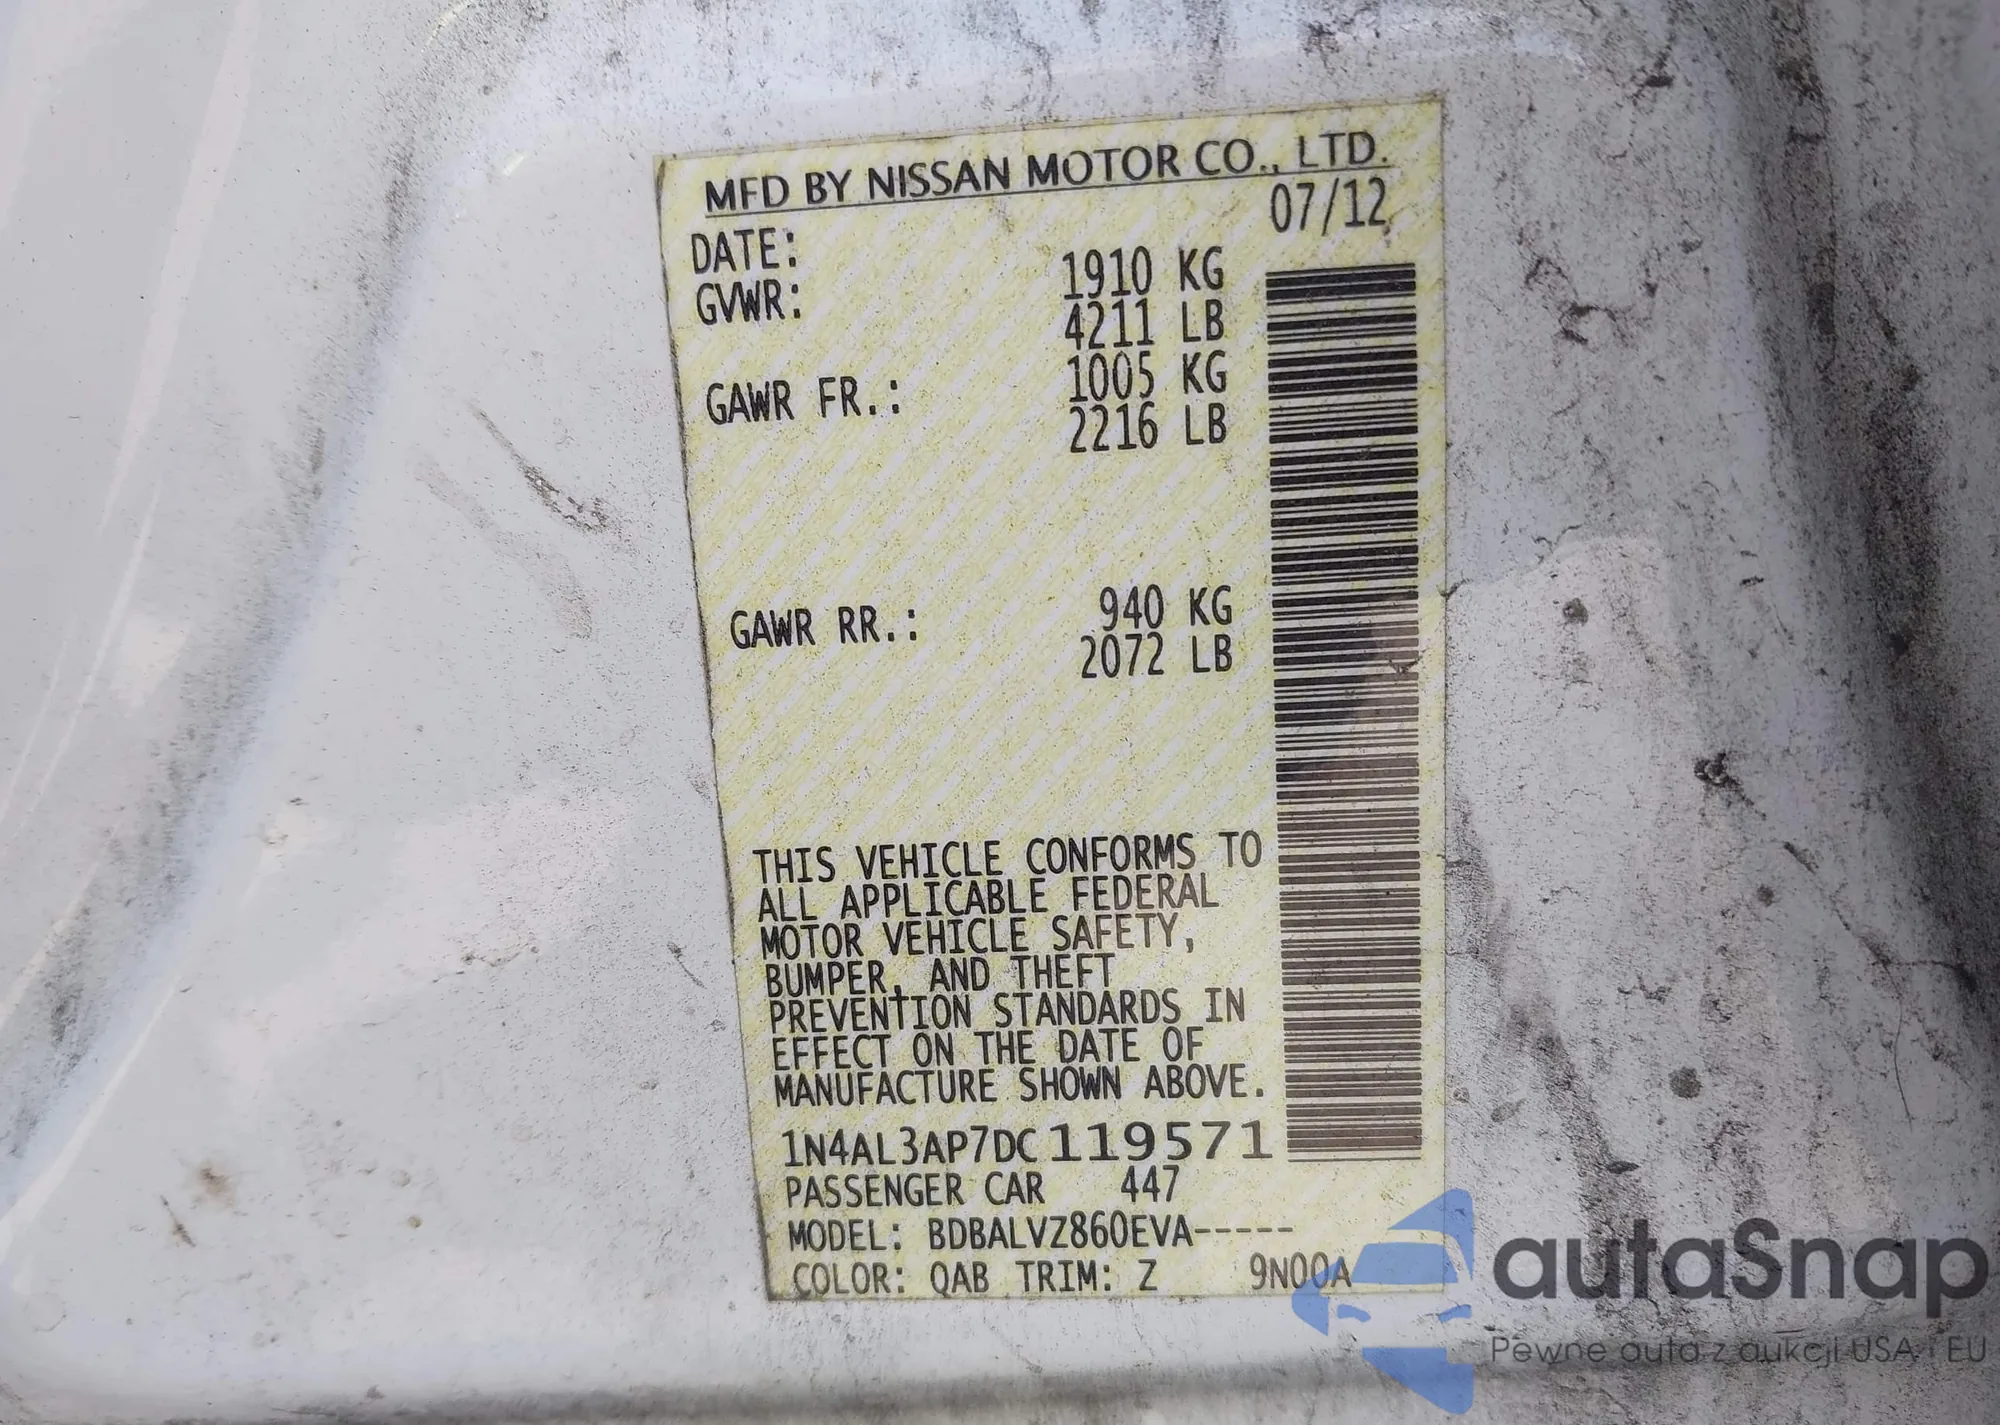 MFD BY NISSAN MOTOR CO., LTD.
DATE: 07/12
GVWR: 1910 KG
4211 LB
GAWR FR.: 1005 KG
2216 LB
GAWR RR.: 940 KG
2072 LB
THIS VEHICLE CONFORMS TO
ALL APPLICABLE FEDERAL
MOTOR VEHICLE SAFETY,
BUMPER, AND THEFT
PREVENTION STANDARDS IN
EFFECT ON THE DATE OF
MANUFACTURE SHOWN ABOVE.
1N4AL3AP7DC119571
PASSENGER CAR 447
MODEL: BDBALVZ860EVA-----
COLOR: QAB TRIM: Z 9N00A
autaSnap
Pewne auta z aukcji USA i EU